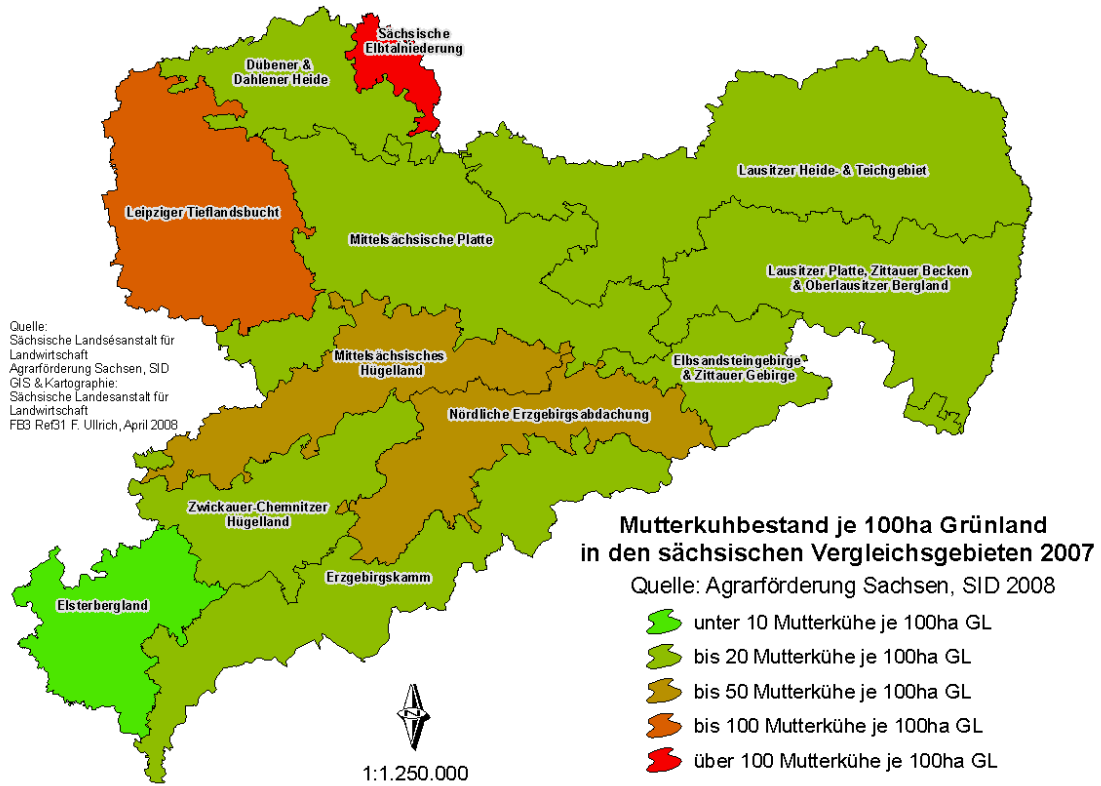 Sächsische
Elbtalniederung
Dübener &
Dahlener Heide
Lausitzer Heide- & Teichgebiet
Leipziger Tieflandsbucht
Mittelsächsische Platte
Lausitzer Platte, Zittauer Becken
& Oberlausitzer Bergland
Quelle:
Sächsische Landsésanstalt für
Landwirtschaft
Agrarförderung Sachsen, SID
GIS & Kartographie:
Sächsische Landesanstalt für
Landwirtschaft
FB3 Ref31 F. Ullrich, April 2008
Mittelsächsisches
Hügelland
Elbsandsteingebirge
& Zittauer Gebirge
Nördliche Erzgebirgsabdachung
Zwickauer-Chemnitzer
Hügelland
Erzgebirgskamm
Elsterbergland
Mutterkuhbestand je 100ha Grünland
in den sächsischen Vergleichsgebieten 2007
Quelle: Agrarförderung Sachsen, SID 2008
unter 10 Mutterkühe je 100ha GL
bis 20 Mutterkühe je 100ha GL
bis 50 Mutterkühe je 100ha GL
bis 100 Mutterkühe je 100ha GL
über 100 Mutterkühe je 100ha GL
N
1:1.250.000